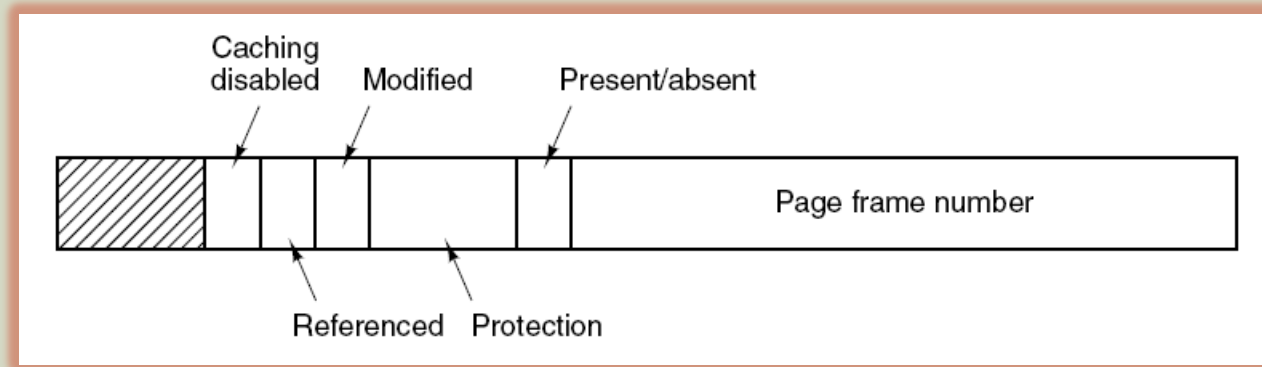 Caching
disabled
Modified
Present/absent
Page frame number
Referenced
Protection